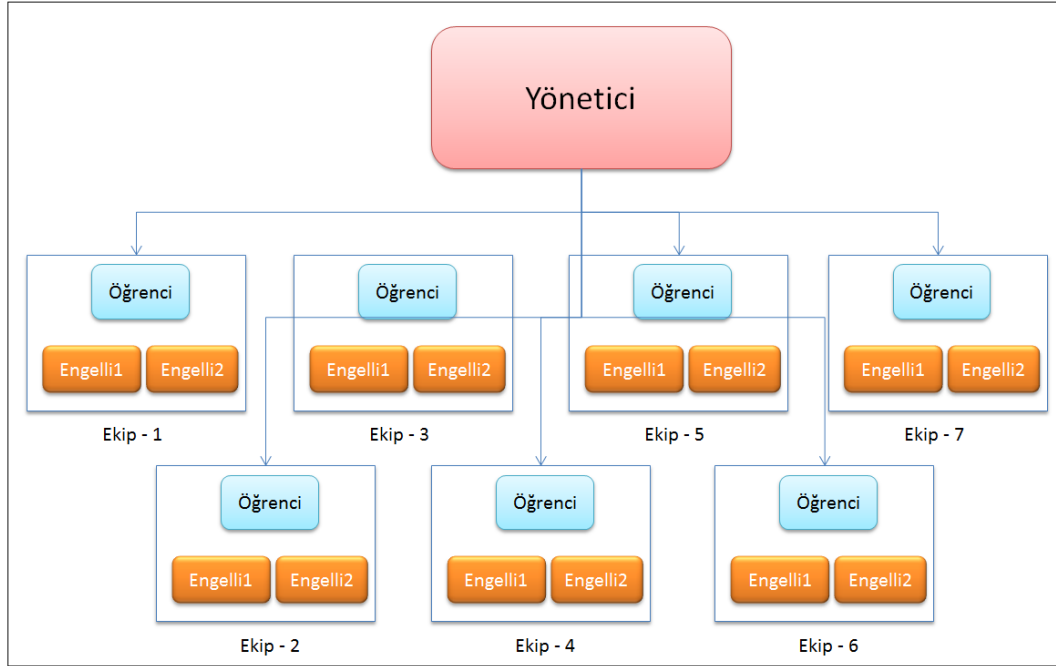 Yönetici
Öğrenci
Engelli1 Engelli2
Ekip - 1
Öğrenci
Engelli1 Engelli2
Ekip - 3
Öğrenci
Engelli1 Engelli2
Ekip - 5
Öğrenci
Engelli1 Engelli2
Ekip - 7
Öğrenci
Engelli1 Engelli2
Ekip - 2
Öğrenci
Engelli1 Engelli2
Ekip - 4
Öğrenci
Engelli1 Engelli2
Ekip - 6